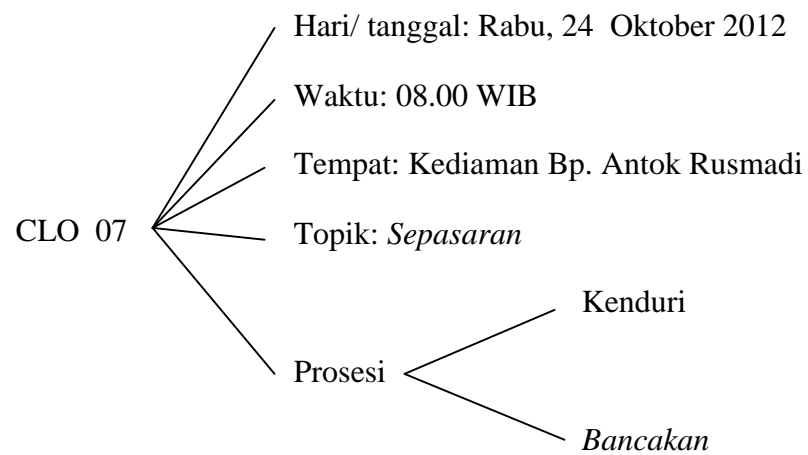 Hari/ tanggal: Rabu, 24 Oktober 2012
Waktu: 08.00 WIB
Tempat: Kediaman Bp. Antok Rusmadi
CLO 07
Topik: Sepasaran
Kenduri
Prosesi
Bancakan